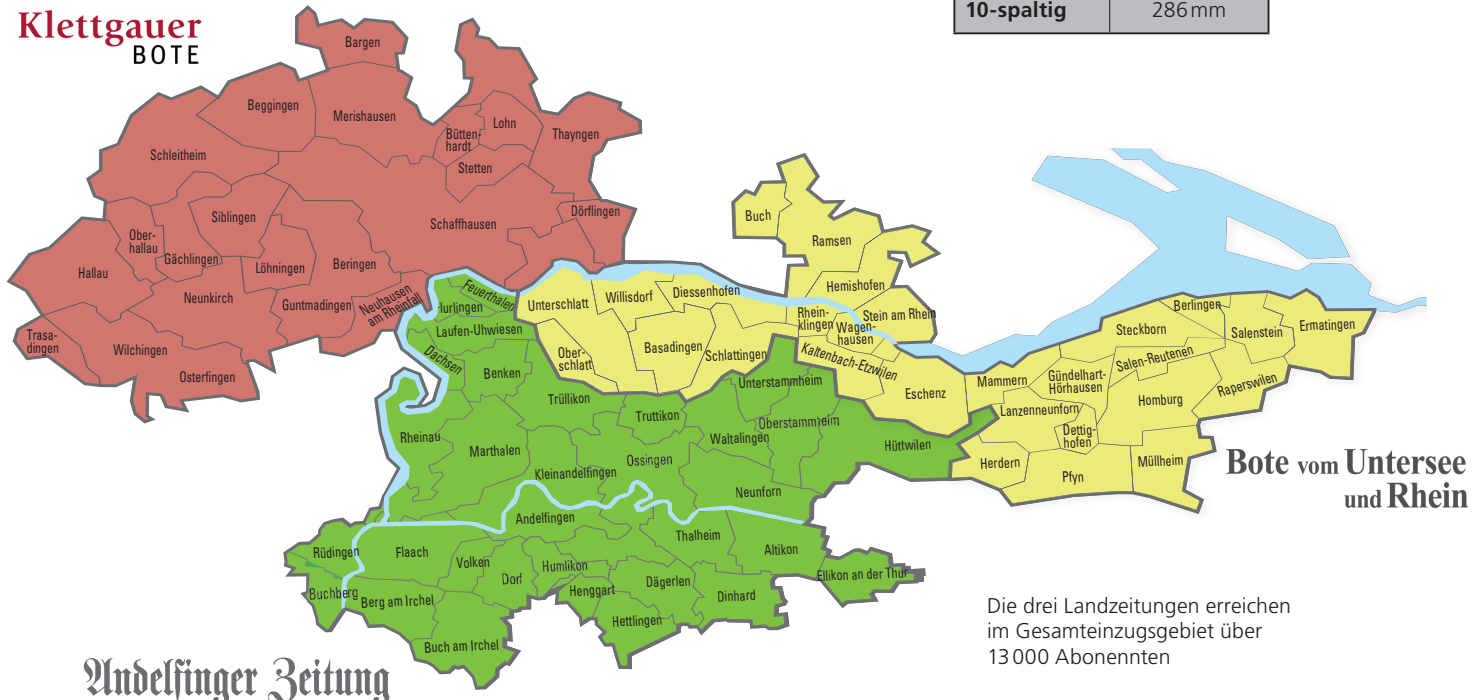 Klettgauer
BOTE
10-spaltig 286 mm
Bargen
Beggingen
Merishausen
Lohn
Bütten-
hardt
Thayngen
Schleitheim
Stetten
Siblingen
Schaffhausen
Dörflingen
Ober-
hallau
Gächlingen
Hallau
Löhningen
Beringen
Neunkirch
Guntmadingen
Neuhausen
am Rheinfall
Trasa-
dingen
Wilchingen
Osterfingen
Buch
Ramsen
Hemishofen
Feuerthalen
lurlingen
Unterschlatt
Willisdorf
Diessenhofen
Rhein-
klingen
Wagen-
hausen
Stein am Rhein
Laufen-Uhwiesen
Dachsen
Benken
Ober-
schlatt
Basadingen
Schlattingen
Kaltenbach-Etzwilen
Eschenz
Berlingen
Steckborn
Salenstein
Ermatingen
Salen-Reutenen
Mammern
Gündelhart-
Hörhausen
Raperswilen
Homburg
Lanzenneunforn
Dettig-
hofen
Herdern
Pfyn
Müllheim
Unterstammheim
Trüllikon
Truttikon
Oberstammheim
Waltalingen
Rheinau
Marthalen
Hüttwilen
Ossingen
Kleinandelfingen
Neunforn
Andelfingen
Thalheim
Altikon
Rüdingen
Flaach
Volken
Humlikon
Dorf
Ellikon an der Thur
Buchberg
Berg am Irchel
Henggart
Dägerlen
Dinhard
Hettlingen
Buch am Irchel
Bote vom Untersee
und Rhein
Die drei Landzeitungen erreichen
im Gesamteinzugsgebiet über
13 000 Abonennten
Andelfinger Zeitung